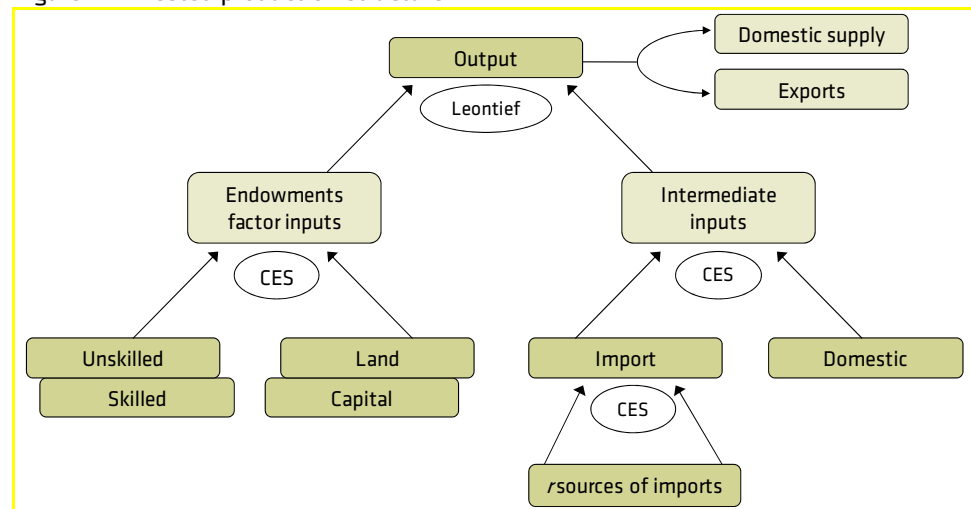 Domestic supply
Output
Exports
Leontief
Endowments
factor inputs
Intermediate
inputs
CES
CES
Unskilled
Land
Import
Domestic
Skilled
Capital
CES
rsources of imports